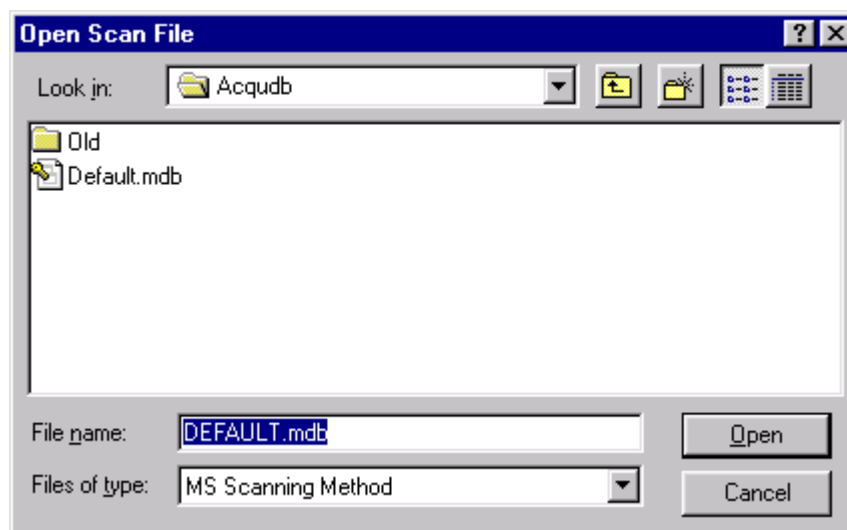 Open Scan File
Look in: Acqudb
Old
Default.mdb
File name: DEFAULT.mdb Open
Files of type: MS Scanning Method Cancel